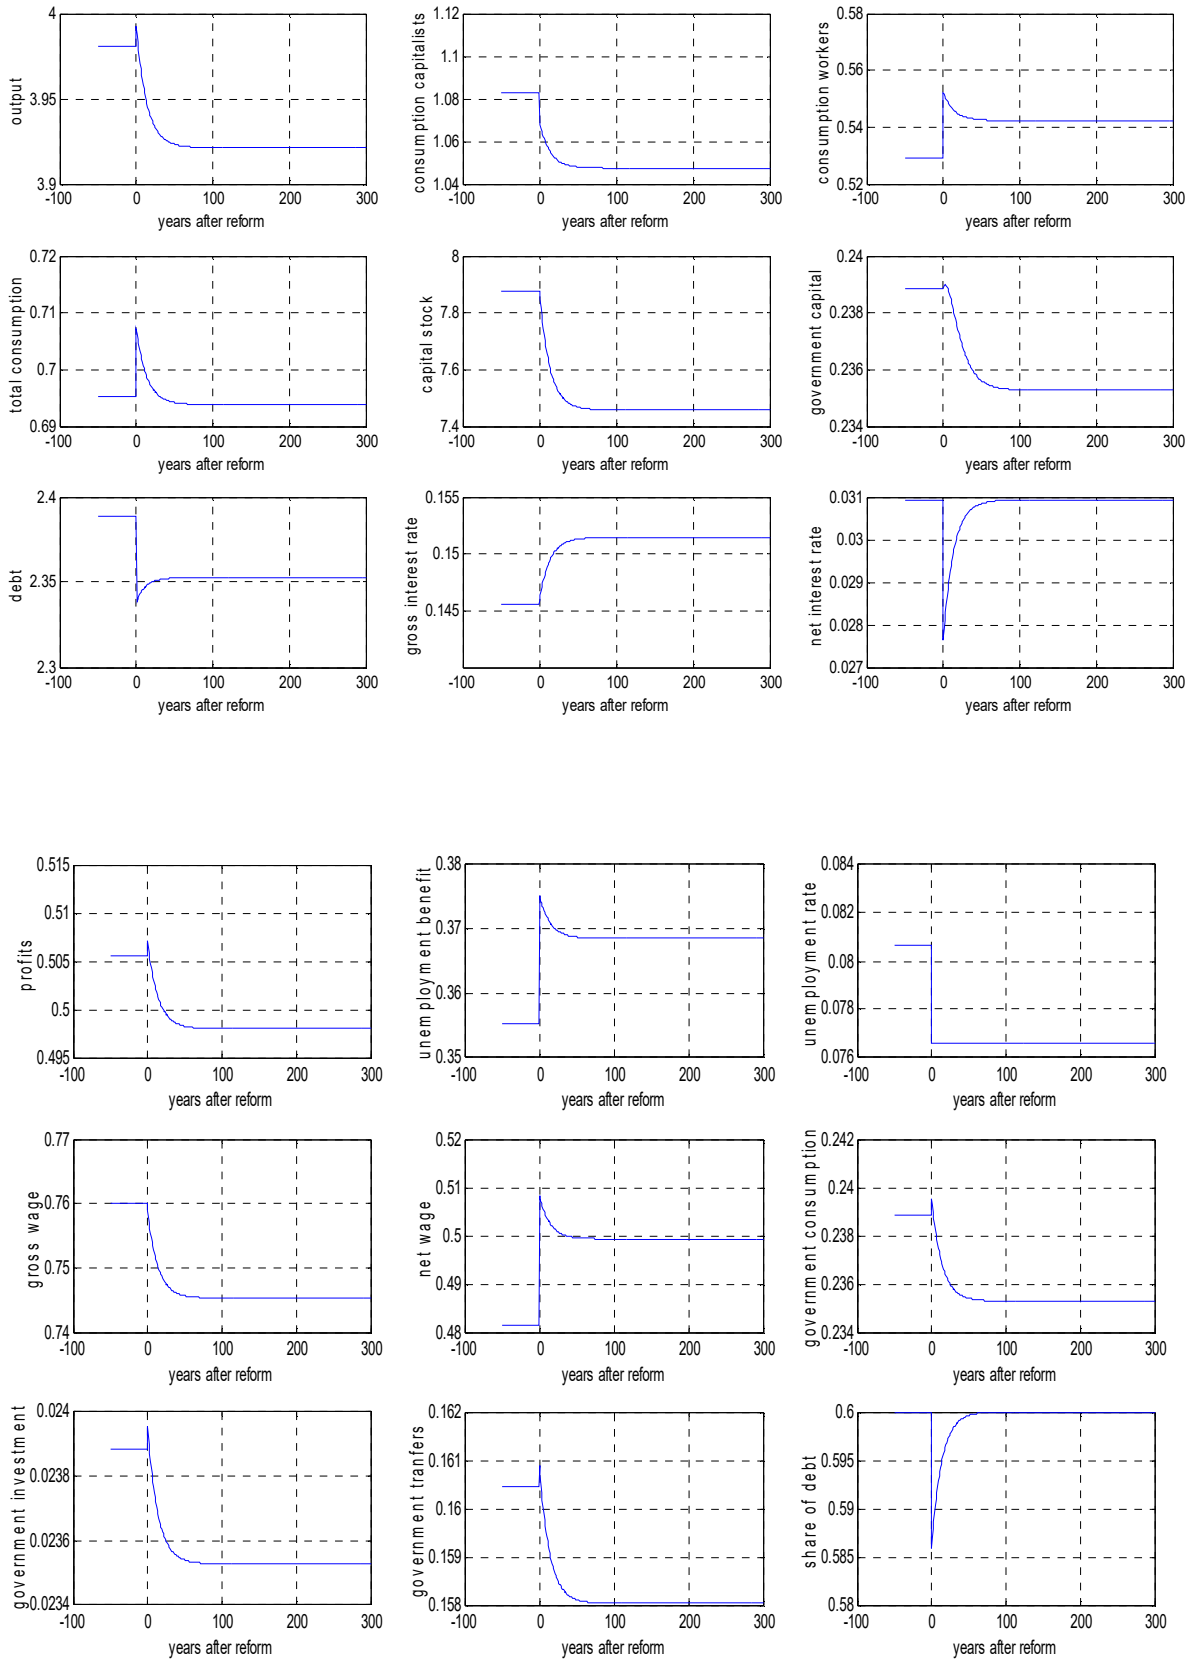 output
4
3.95
3.9
-100 0 100 200 300
years after reform
consumption capitalists
1.12
1.1
1.08
1.06
1.04
-100 0 100 200 300
years after reform
consumption workers
0.58
0.56
0.54
0.52
-100 0 100 200 300
years after reform
total consumption
0.72
0.71
0.7
0.69
-100 0 100 200 300
years after reform
capital stock
8
7.8
7.6
7.4
-100 0 100 200 300
years after reform
government capital
0.24
0.238
0.236
0.234
-100 0 100 200 300
years after reform
debt
2.4
2.35
2.3
-100 0 100 200 300
years after reform
gross interest rate
0.155
0.15
0.145
-100 0 100 200 300
years after reform
net interest rate
0.031
0.03
0.029
0.028
0.027
-100 0 100 200 300
years after reform
profits
0.515
0.51
0.505
0.5
0.495
-100 0 100 200 300
years after reform
unemployment benefit
0.38
0.37
0.36
0.35
-100 0 100 200 300
years after reform
unemployment rate
0.084
0.082
0.08
0.078
0.076
-100 0 100 200 300
years after reform
gross wage
0.77
0.76
0.75
0.74
-100 0 100 200 300
years after reform
net wage
0.52
0.51
0.5
0.49
0.48
-100 0 100 200 300
years after reform
government consumption
0.242
0.24
0.238
0.236
0.234
-100 0 100 200 300
years after reform
government investment
0.024
0.0238
0.0236
0.0234
-100 0 100 200 300
years after reform
government tranfers
0.162
0.161
0.16
0.159
0.158
-100 0 100 200 300
years after reform
share of debt
0.6
0.595
0.59
0.585
0.58
-100 0 100 200 300
years after reform